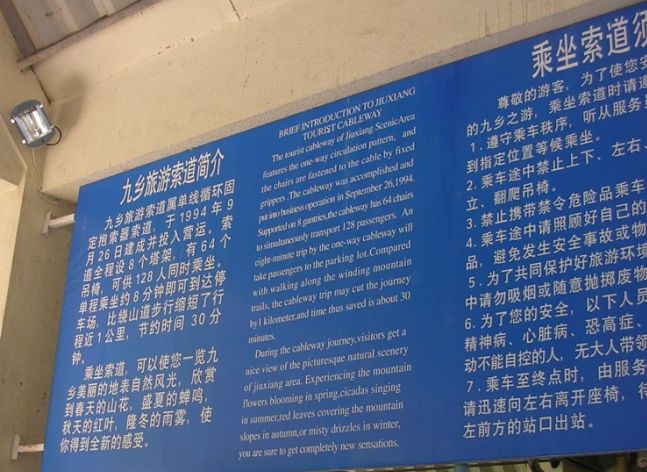 九乡旅游索道简介
九乡旅游索道属单线循环固
定抱索器索道，于1994年9
月26日建成并投入营运。索
道全程设8个塔架，有64个
吊椅，可供128人同时乘坐。
单程乘坐约8分钟即可到达停
车场，比绕山道步行缩短了行
程近1公里，节约时间 30分
钟。
乘坐索道，可以使您一览九
乡美丽的地表自然风光，欣赏
到春天的山花，盛夏的蝉鸣，
秋天的红叶，隆冬的雨雾，使
你得到全新的感受。
BRIEF INTRODUCTION TO JIUXIANG
TOURIST CABLEWAY
The tourist cableway of Jiuxiang ScenicArea
features the one-way circulation pattern, and
the chairs are fastened to the cable by fixed
grippers .The cableway was accomplished and
put into business operation in September 26,1994.
Supported on 8 gantries,the cableway has 64 chairs
to simultaneously transport 128 passengers. An
eight-minute trip by the one-way cableway will
take passengers to the parking lot.Compared
with walking along the winding mountain
trails, the cableway trip may cut the journey
by1 kilometer,and time thus saved is about 30
minutes.
During the cableway journey,visitors get a
nice view of the picturesque natural scenery
of jiuxiang area. Experiencing the mountain
flowers blooming in spring,cicadas singing
in summer,red leaves covering the mountain
slopes in autumn,or misty drizzles in winter,
you are sure to get completely new sensations.
乘坐索道须
尊敬的游客，为了使您安
的九乡之游，乘坐索道时请遵
1.遵守乘车秩序，听从服务员
到指定位置等候乘坐。
2.乘车途中禁止上下、左右、
立、翻爬吊椅。
3.禁止携带禁令危险品乘车
4.乘车途中请照顾好自己的
品，避免发生安全事故或物
5.为了共同保护好旅游环境
中请勿吸烟或随意抛掷废物
6.为了您的安全，以下人员
精神病、心脏病、恐高症、
动不能自控的人，无大人带领
7.乘车至终点时，由服务
请迅速向左右离开座椅，待
左前方的站口出站。